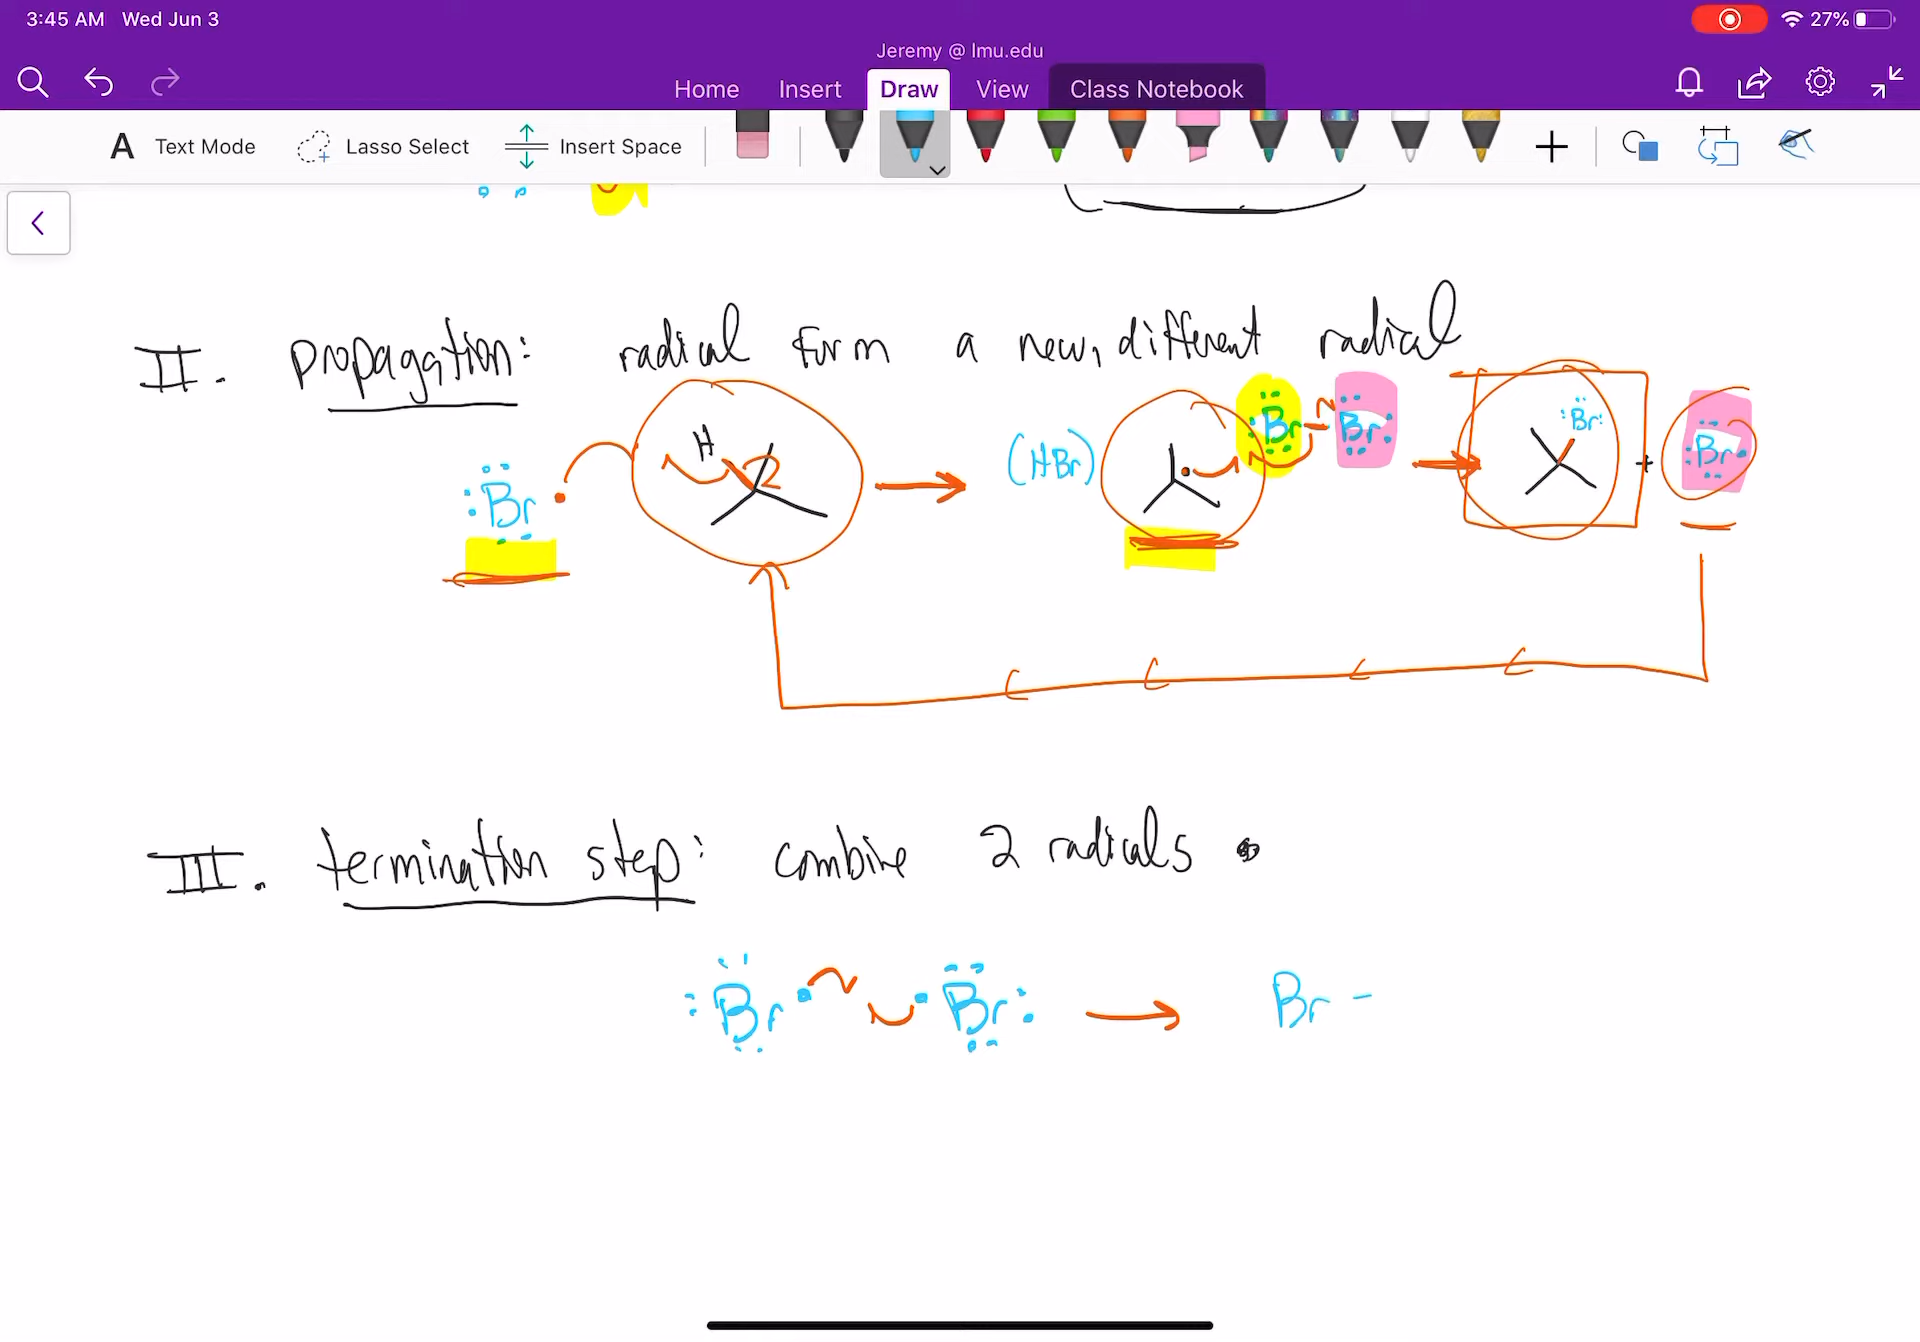 3:45 AM Wed Jun 3
27%
Jeremy @ lmu.edu
Home Insert Draw View Class Notebook
A Text Mode Lasso Select Insert Space
II. propagation: radical form a new, different radical
:Br• H (HBr) • :Br-Br: :Br: + :Br•
III. termination step: combine 2 radicals •
:Br• •Br: → Br -